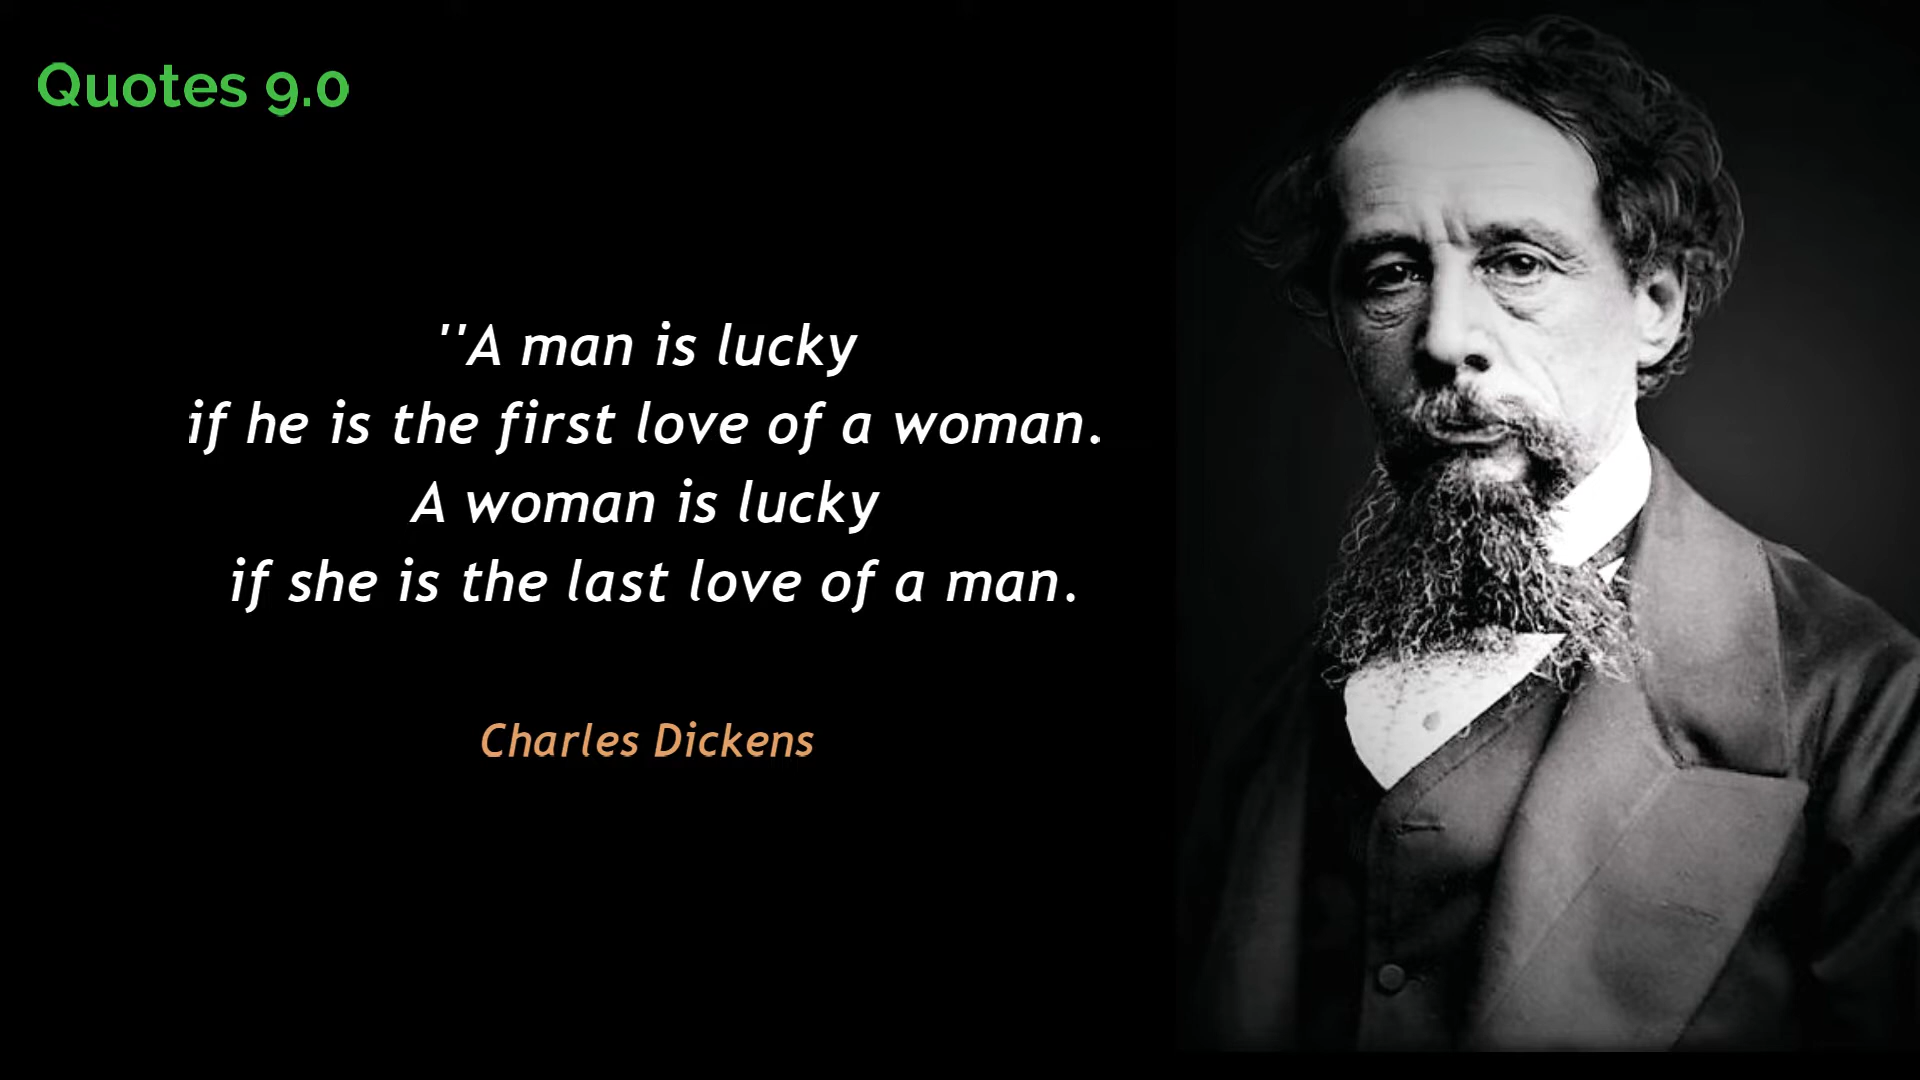 Quotes 9.0
''A man is lucky
if he is the first love of a woman.
A woman is lucky
if she is the last love of a man.
Charles Dickens